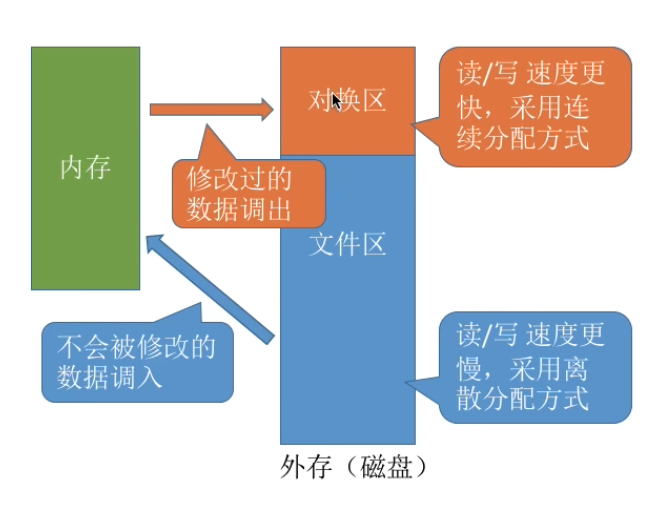 内存
对换区
读/写 速度更
快，采用连
续分配方式
修改过的
数据调出
文件区
不会被修改的
数据调入
读/写 速度更
慢，采用离
散分配方式
外存（磁盘）